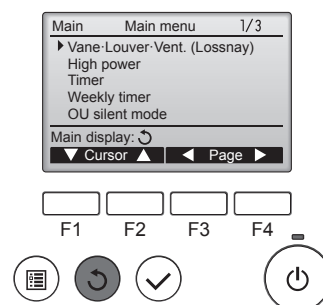 Main Main menu 1/3
Vane·Louver·Vent. (Lossnay)
High power
Timer
Weekly timer
OU silent mode
Main display:
Cursor Page
F1 F2 F3 F4